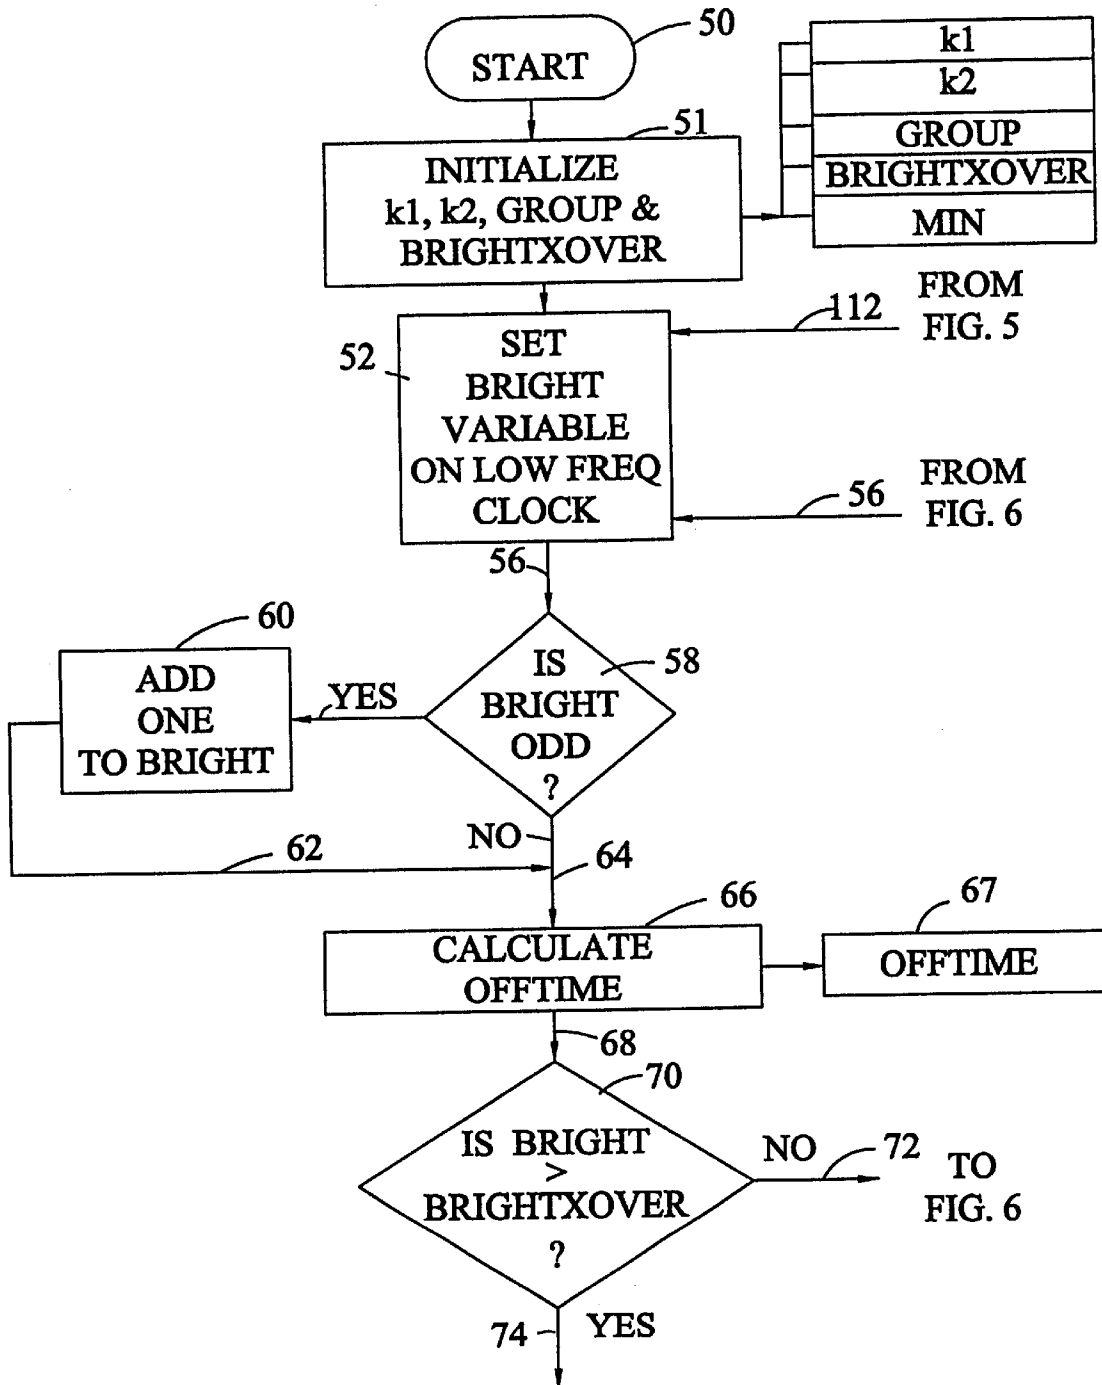 50
START
k1
k2
GROUP
BRIGHTXOVER
MIN
51
INITIALIZE
k1, k2, GROUP &
BRIGHTXOVER
FROM
FIG. 5
112
52
SET
BRIGHT
VARIABLE
ON LOW FREQ
CLOCK
FROM
FIG. 6
56
56
60
ADD
ONE
TO BRIGHT
YES
58
IS
BRIGHT
ODD
?
NO
62
64
66
CALCULATE
OFFTIME
67
OFFTIME
68
70
IS BRIGHT
>
BRIGHTXOVER
?
NO
72
TO
FIG. 6
74
YES